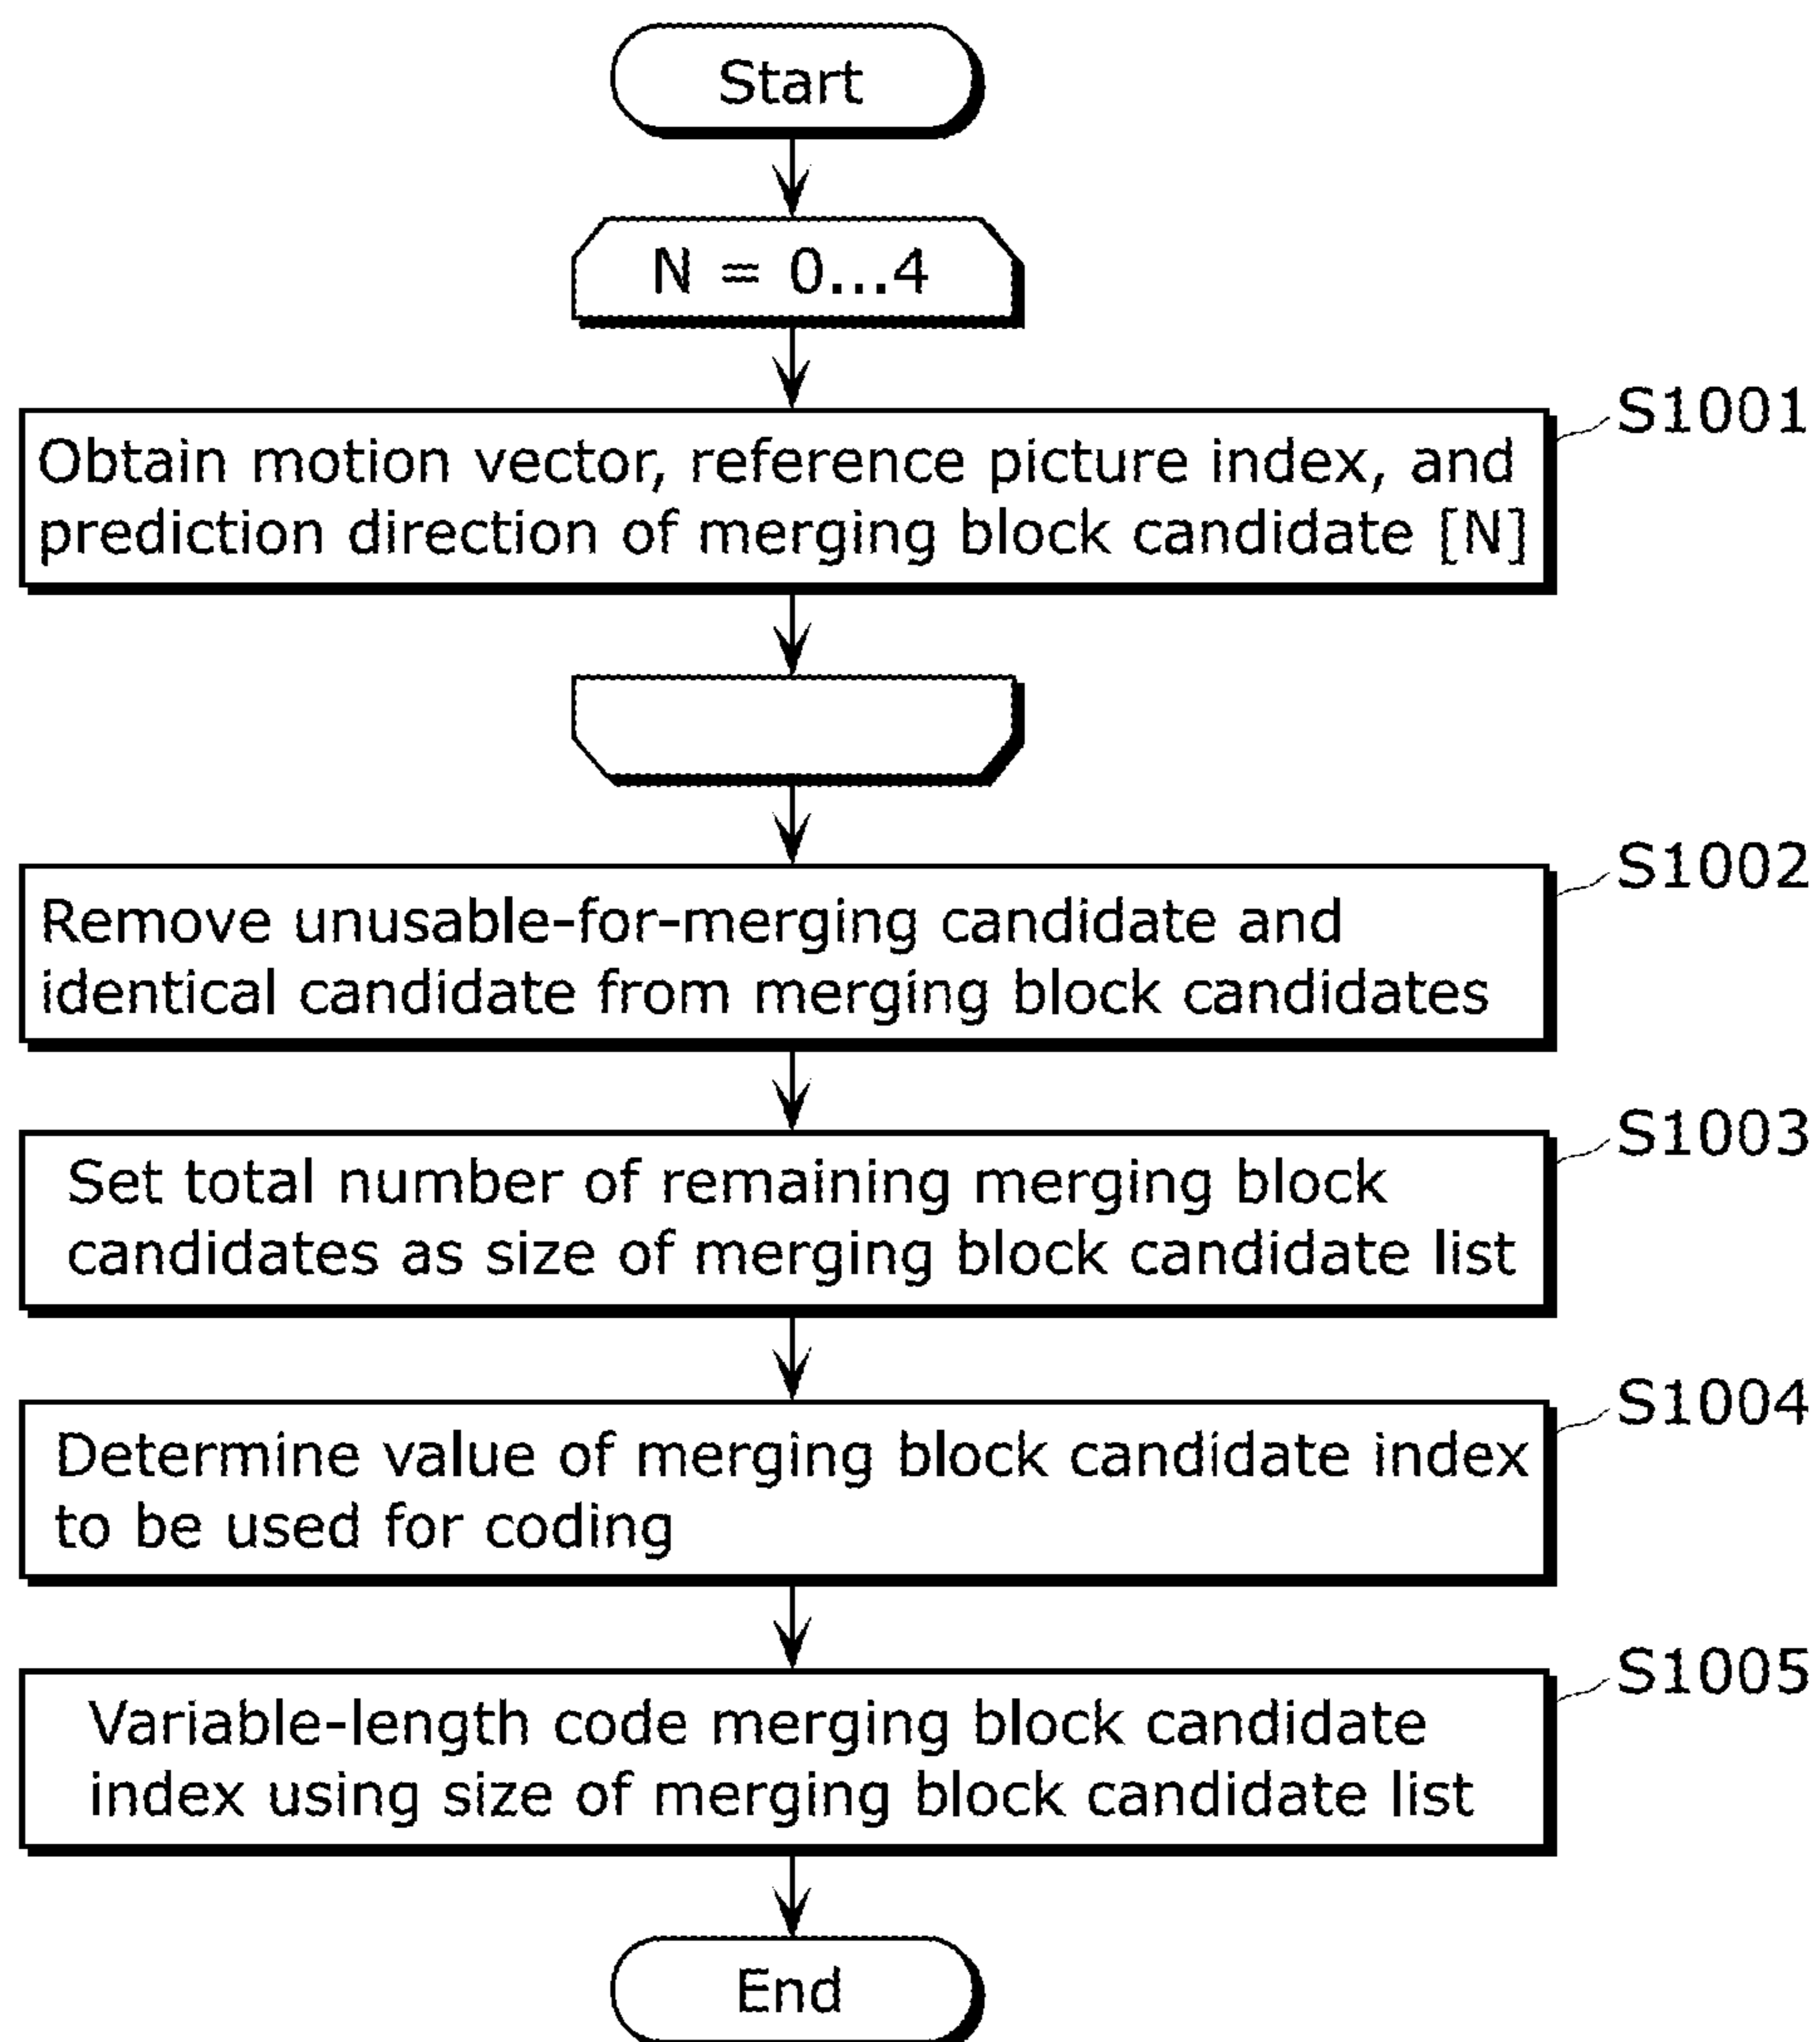 Start
N = 0...4
S1001
Obtain motion vector, reference picture index, and
prediction direction of merging block candidate [N]
S1002
Remove unusable-for-merging candidate and
identical candidate from merging block candidates
S1003
Set total number of remaining merging block
candidates as size of merging block candidate list
S1004
Determine value of merging block candidate index
to be used for coding
S1005
Variable-length code merging block candidate
index using size of merging block candidate list
End